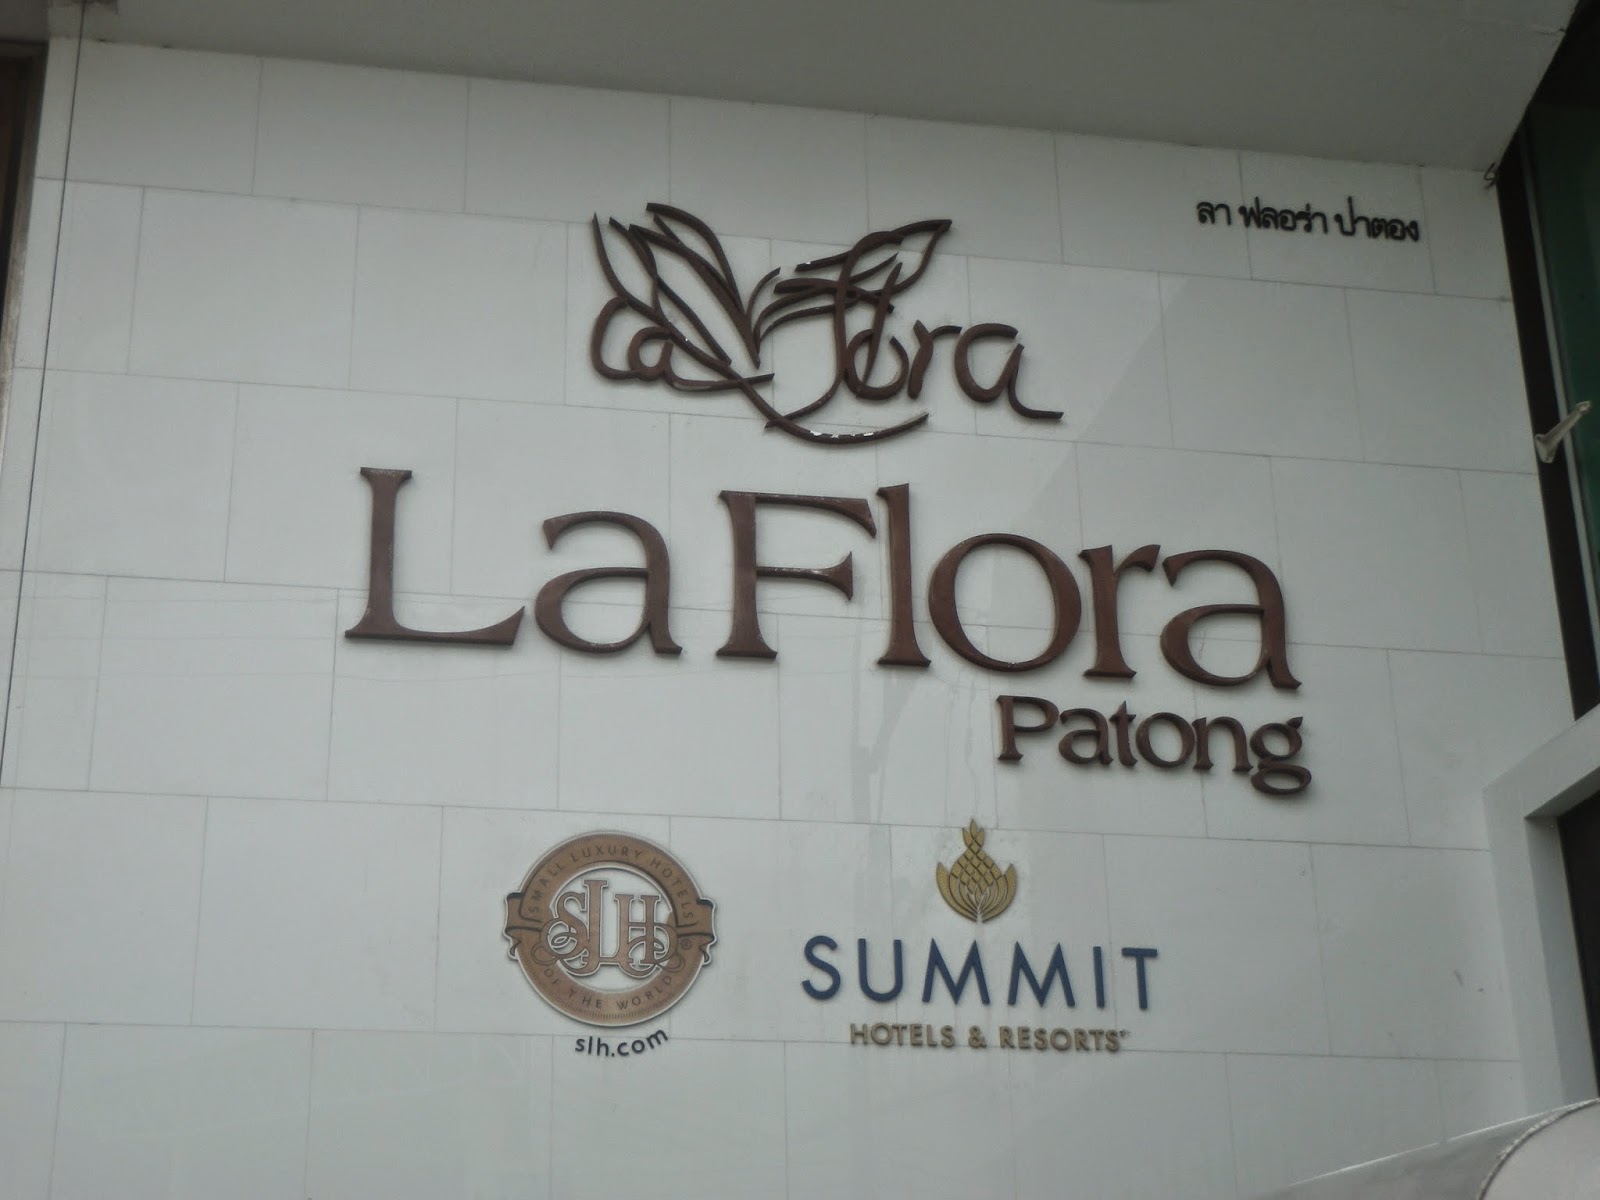 ลา ฟลอร่า ป่าตอง
la flora
La Flora
Patong
SMALL LUXURY HOTELS
SLH
®
OF THE WORLD
slh.com
SUMMIT
HOTELS & RESORTS